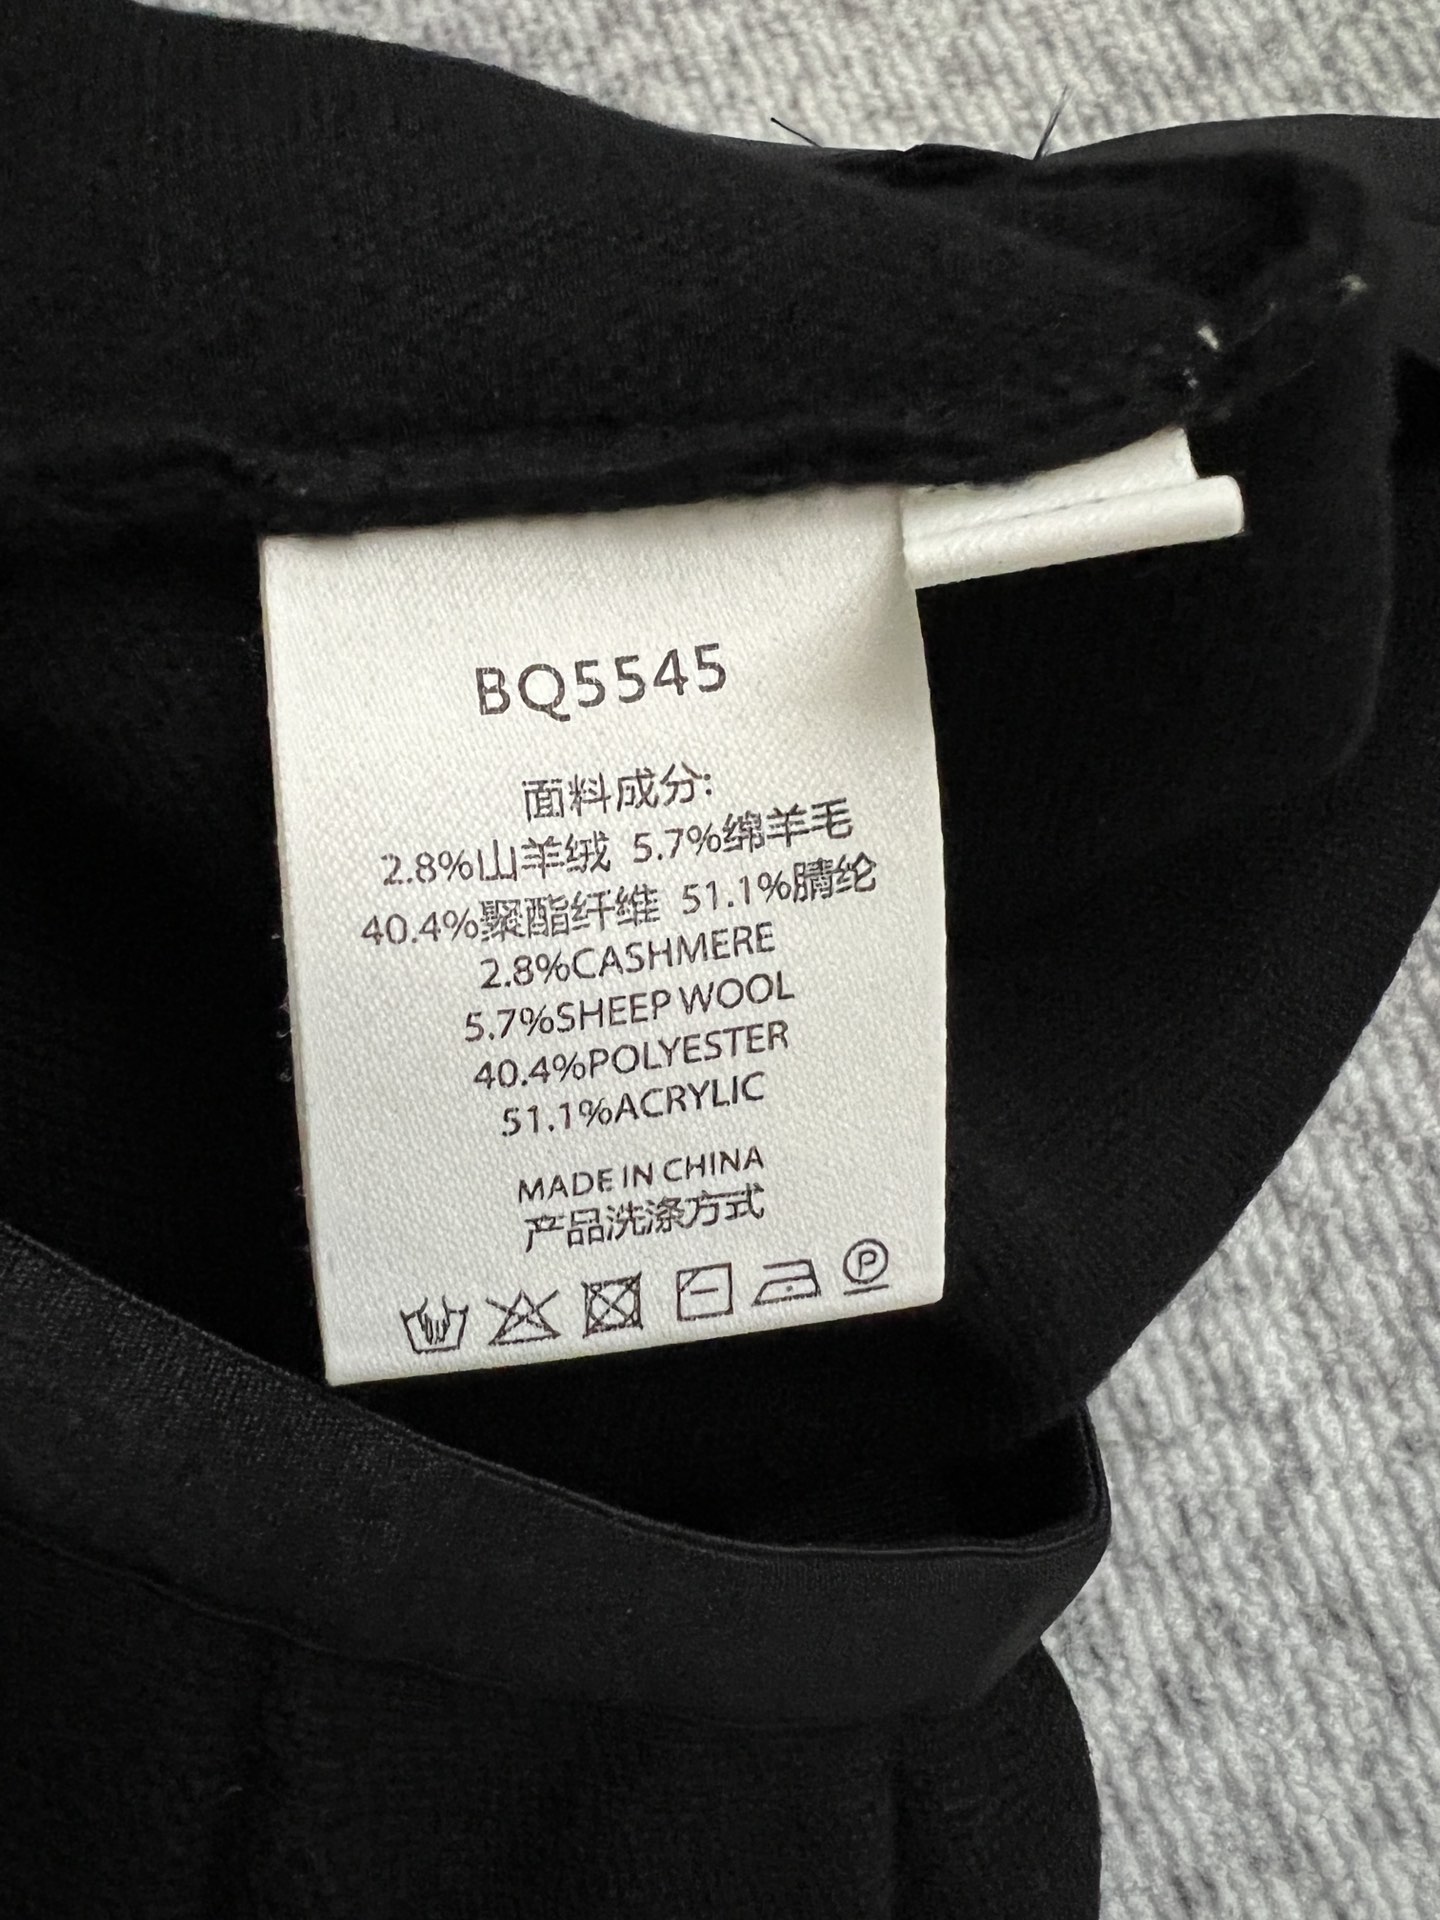 BQ5545
面料成分:
2.8%山羊绒 5.7%绵羊毛
40.4%聚酯纤维 51.1%腈纶
2.8%CASHMERE
5.7%SHEEP WOOL
40.4%POLYESTER
51.1%ACRYLIC
MADE IN CHINA
产品洗涤方式
P